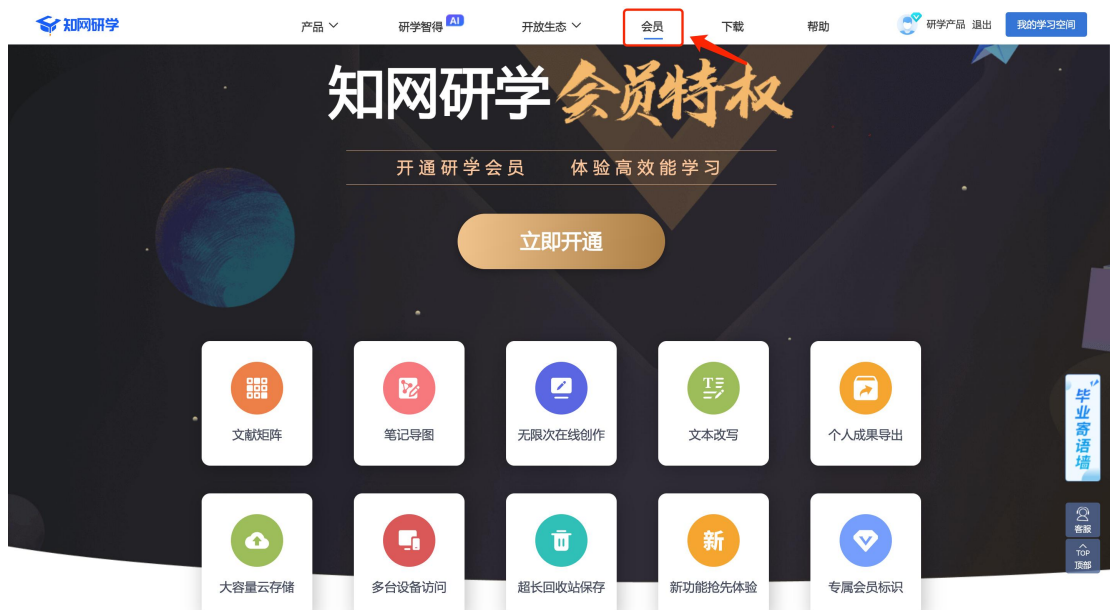 知网研学
产品
研学智得 AI
开放生态
会员
下载
帮助
研学产品 退出
我的学习空间
知网研学会员特权
开通研学会员 体验高效能学习
立即开通
文献矩阵
笔记导图
无限次在线创作
T
文本改写
个人成果导出
大容量云存储
多台设备访问
超长回收站保存
新
新功能抢先体验
专属会员标识
毕业寄语墙
客服
TOP
顶部